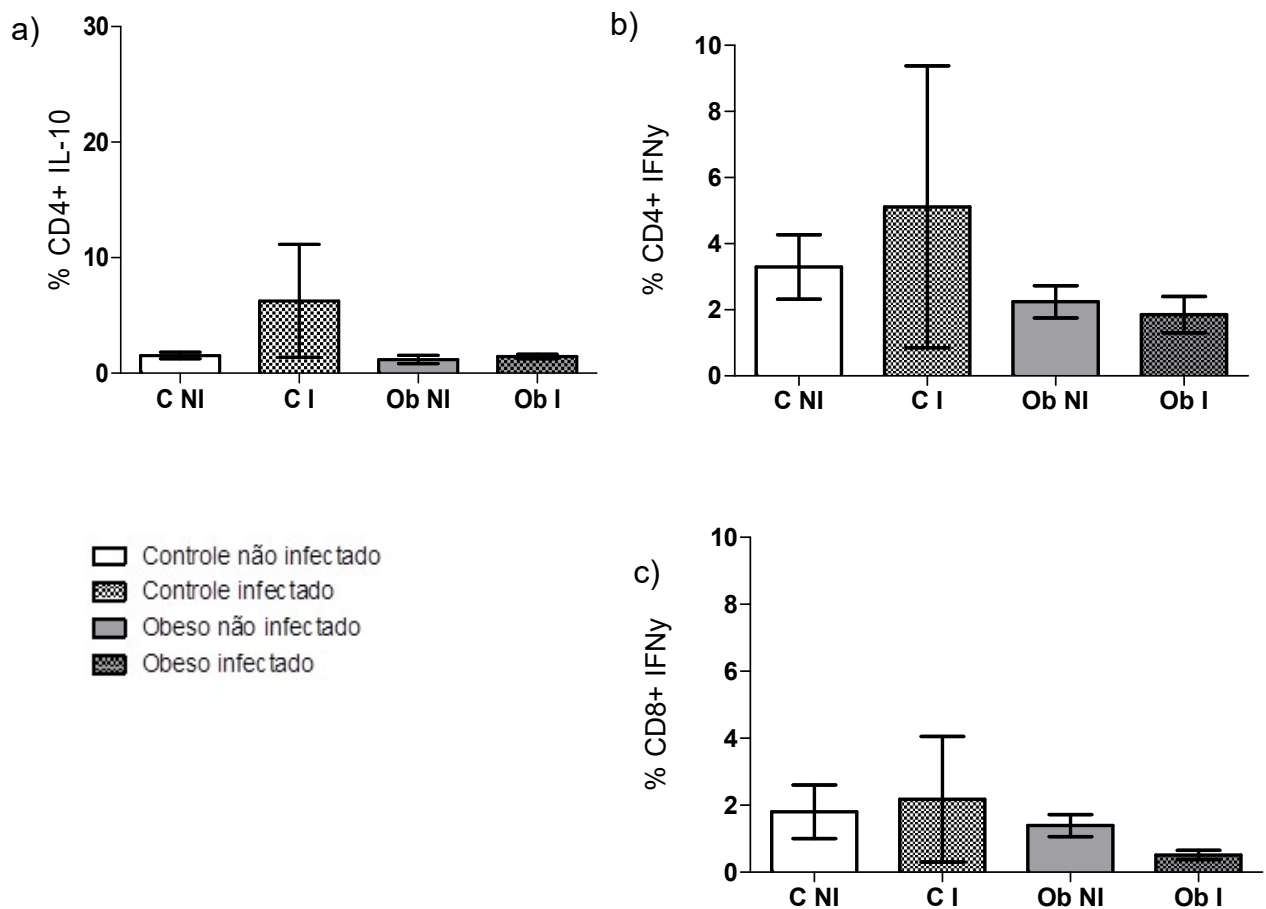 a)
30
20
10
0
% CD4+ IL-10
C NI
C I
Ob NI
Ob I
b)
10
8
6
4
2
0
% CD4+ IFNy
C NI
C I
Ob NI
Ob I
Controle não infectado
Controle infectado
Obeso não infectado
Obeso infectado
c)
10
8
6
4
2
0
% CD8+ IFNy
C NI
C I
Ob NI
Ob I